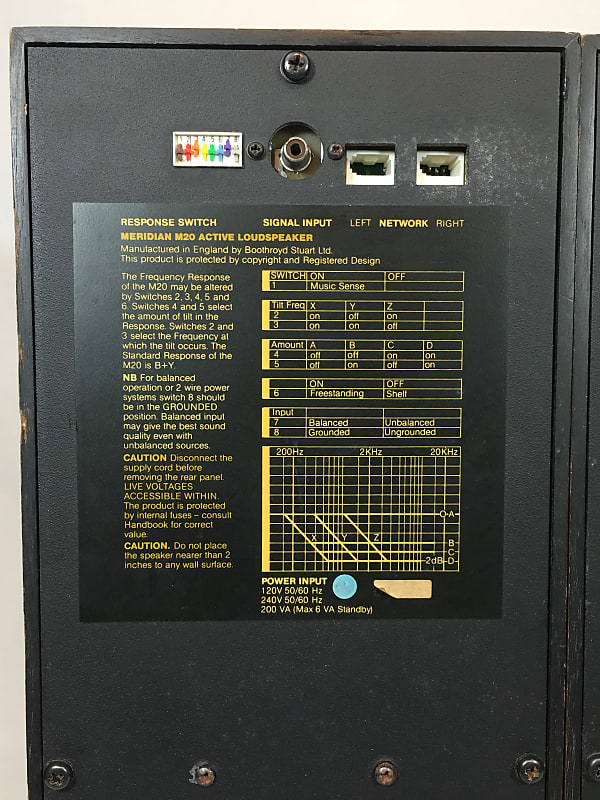 RESPONSE SWITCH SIGNAL INPUT LEFT NETWORK RIGHT
MERIDIAN M20 ACTIVE LOUDSPEAKER
Manufactured in England by Boothroyd Stuart Ltd.
This product is protected by copyright and Registered Design
The Frequency Response
of the M20 may be altered
by Switches 2, 3, 4, 5 and
6. Switches 4 and 5 select
the amount of tilt in the
Response. Switches 2 and
3 select the Frequency at
which the tilt occurs. The
Standard Response of the
M20 is B+Y.
NB For balanced
operation or 2 wire power
systems switch 8 should
be in the GROUNDED
position. Balanced input
may give the best sound
quality even with
unbalanced sources.
CAUTION Disconnect the
supply cord before
removing the rear panel.
LIVE VOLTAGES
ACCESSIBLE WITHIN.
The product is protected
by internal fuses – consult
Handbook for correct
value.
CAUTION. Do not place
the speaker nearer than 2
inches to any wall surface.
SWITCH ON OFF
1 Music Sense
Tilt Freq X Y Z
2 on off on
3 on on off
Amount A B C D
4 off off on on
5 off on off on
ON OFF
6 Freestanding Shelf
Input
7 Balanced Unbalanced
8 Grounded Ungrounded
200Hz 2KHz 20KHz
O A
X Y Z
B
C
-2dB D
POWER INPUT
120V 50/60 Hz
240V 50/60 Hz
200 VA (Max 6 VA Standby)